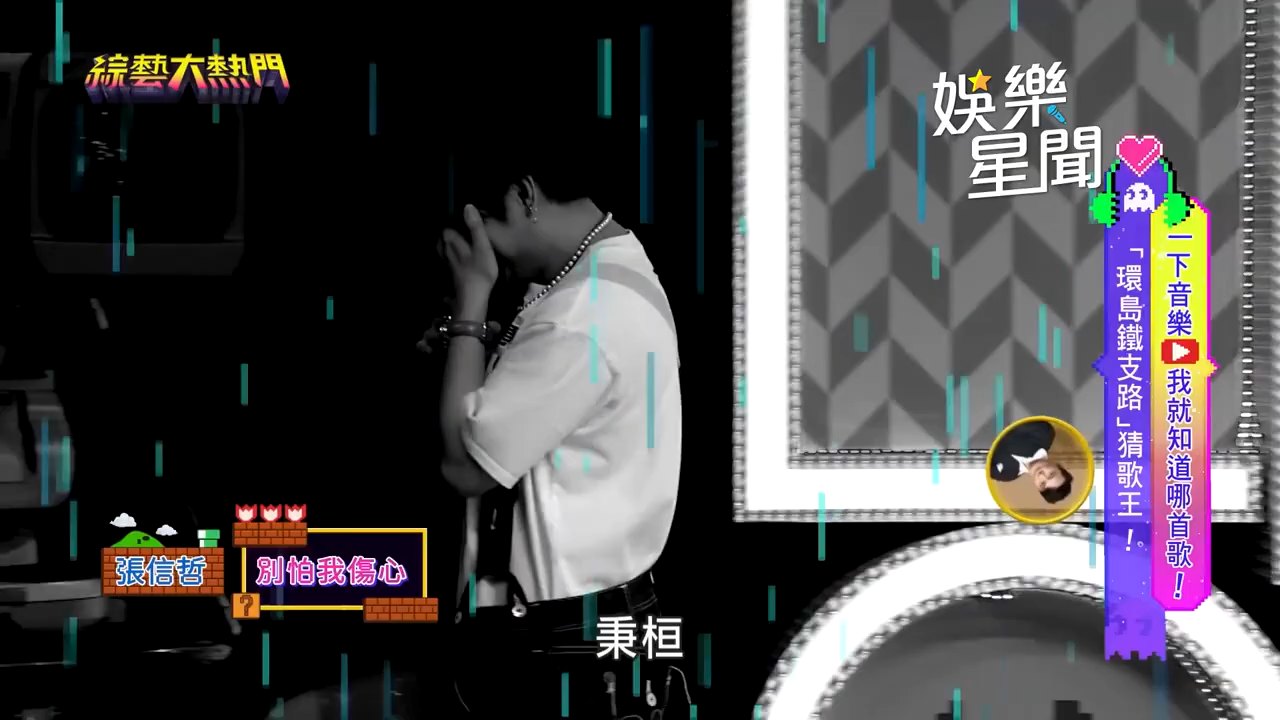 綜藝大熱門
娛樂
星聞
一下音樂我就知道哪首歌！
「環島鐵支路」猜歌王！
張信哲
別怕我傷心
?
秉桓